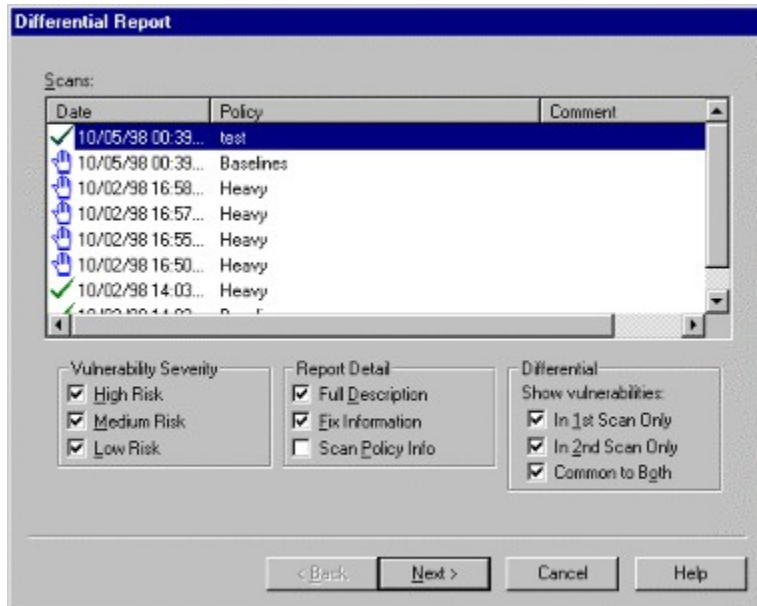 Differential Report
Scans:
Date Policy Comment
10/05/98 00:39... test
10/05/98 00:39... Baselines
10/02/98 16:58... Heavy
10/02/98 16:57... Heavy
10/02/98 16:55... Heavy
10/02/98 16:50... Heavy
10/02/98 14:03... Heavy
Vulnerability Severity
High Risk
Medium Risk
Low Risk
Report Detail
Full Description
Fix Information
Scan Policy Info
Differential
Show vulnerabilities:
In 1st Scan Only
In 2nd Scan Only
Common to Both
< Back
Next >
Cancel
Help